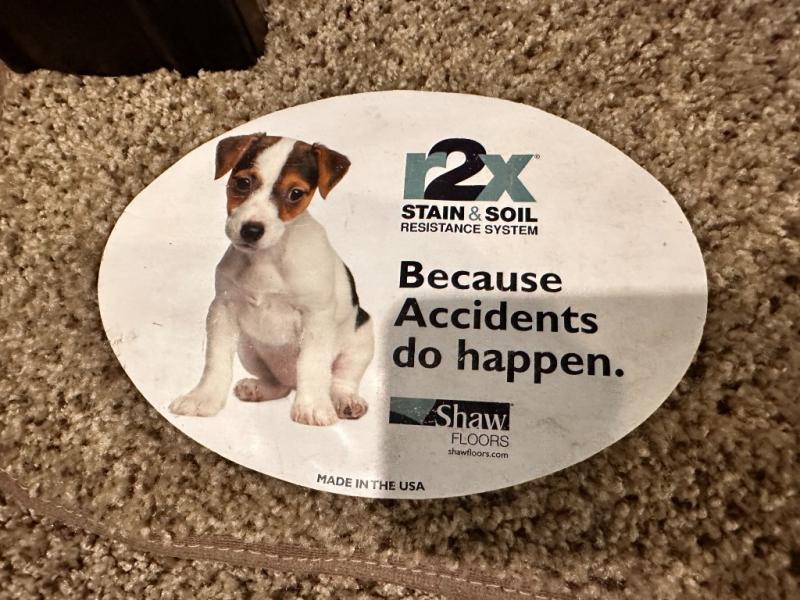 r2x®
STAIN & SOIL
RESISTANCE SYSTEM
Because
Accidents
do happen.
Shaw
FLOORS
shawfloors.com
MADE IN THE USA